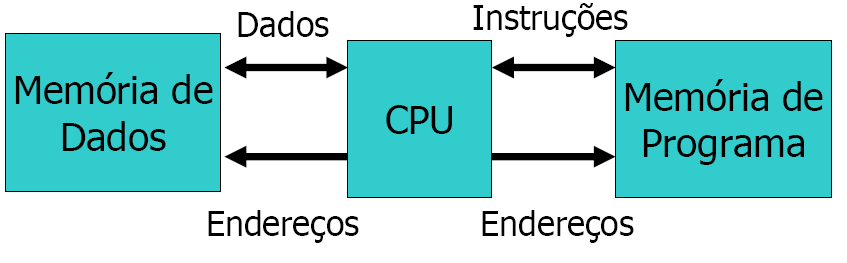 Dados
Instruções
Memória de
Dados
CPU
Memória de
Programa
Endereços
Endereços